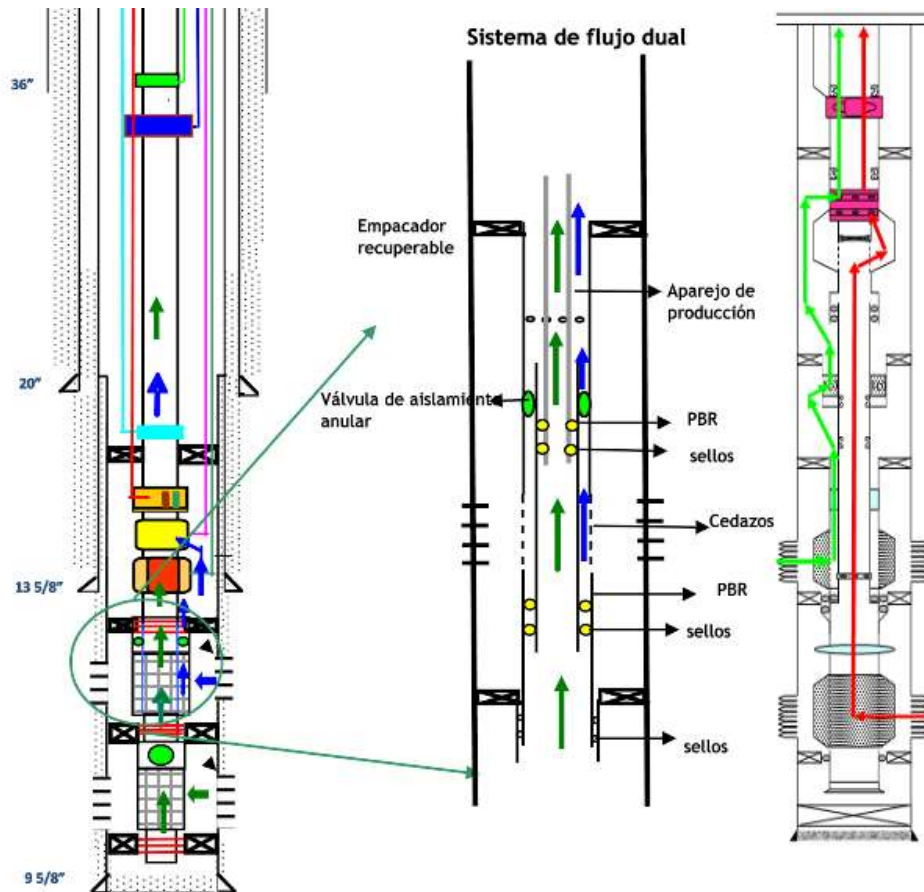 Sistema de flujo dual
36”
Empacador
recuperable
Aparejo de
producción
20”
Válvula de aislamiento
anular
PBR
sellos
Cedazos
13 5/8”
PBR
sellos
sellos
9 5/8”